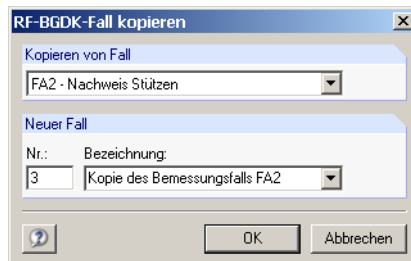 RF-BGDK-Fall kopieren
Kopieren von Fall
FA2 - Nachweis Stützen
Neuer Fall
Nr.: Bezeichnung:
3 Kopie des Bemessungsfalls FA2
OK Abbrechen